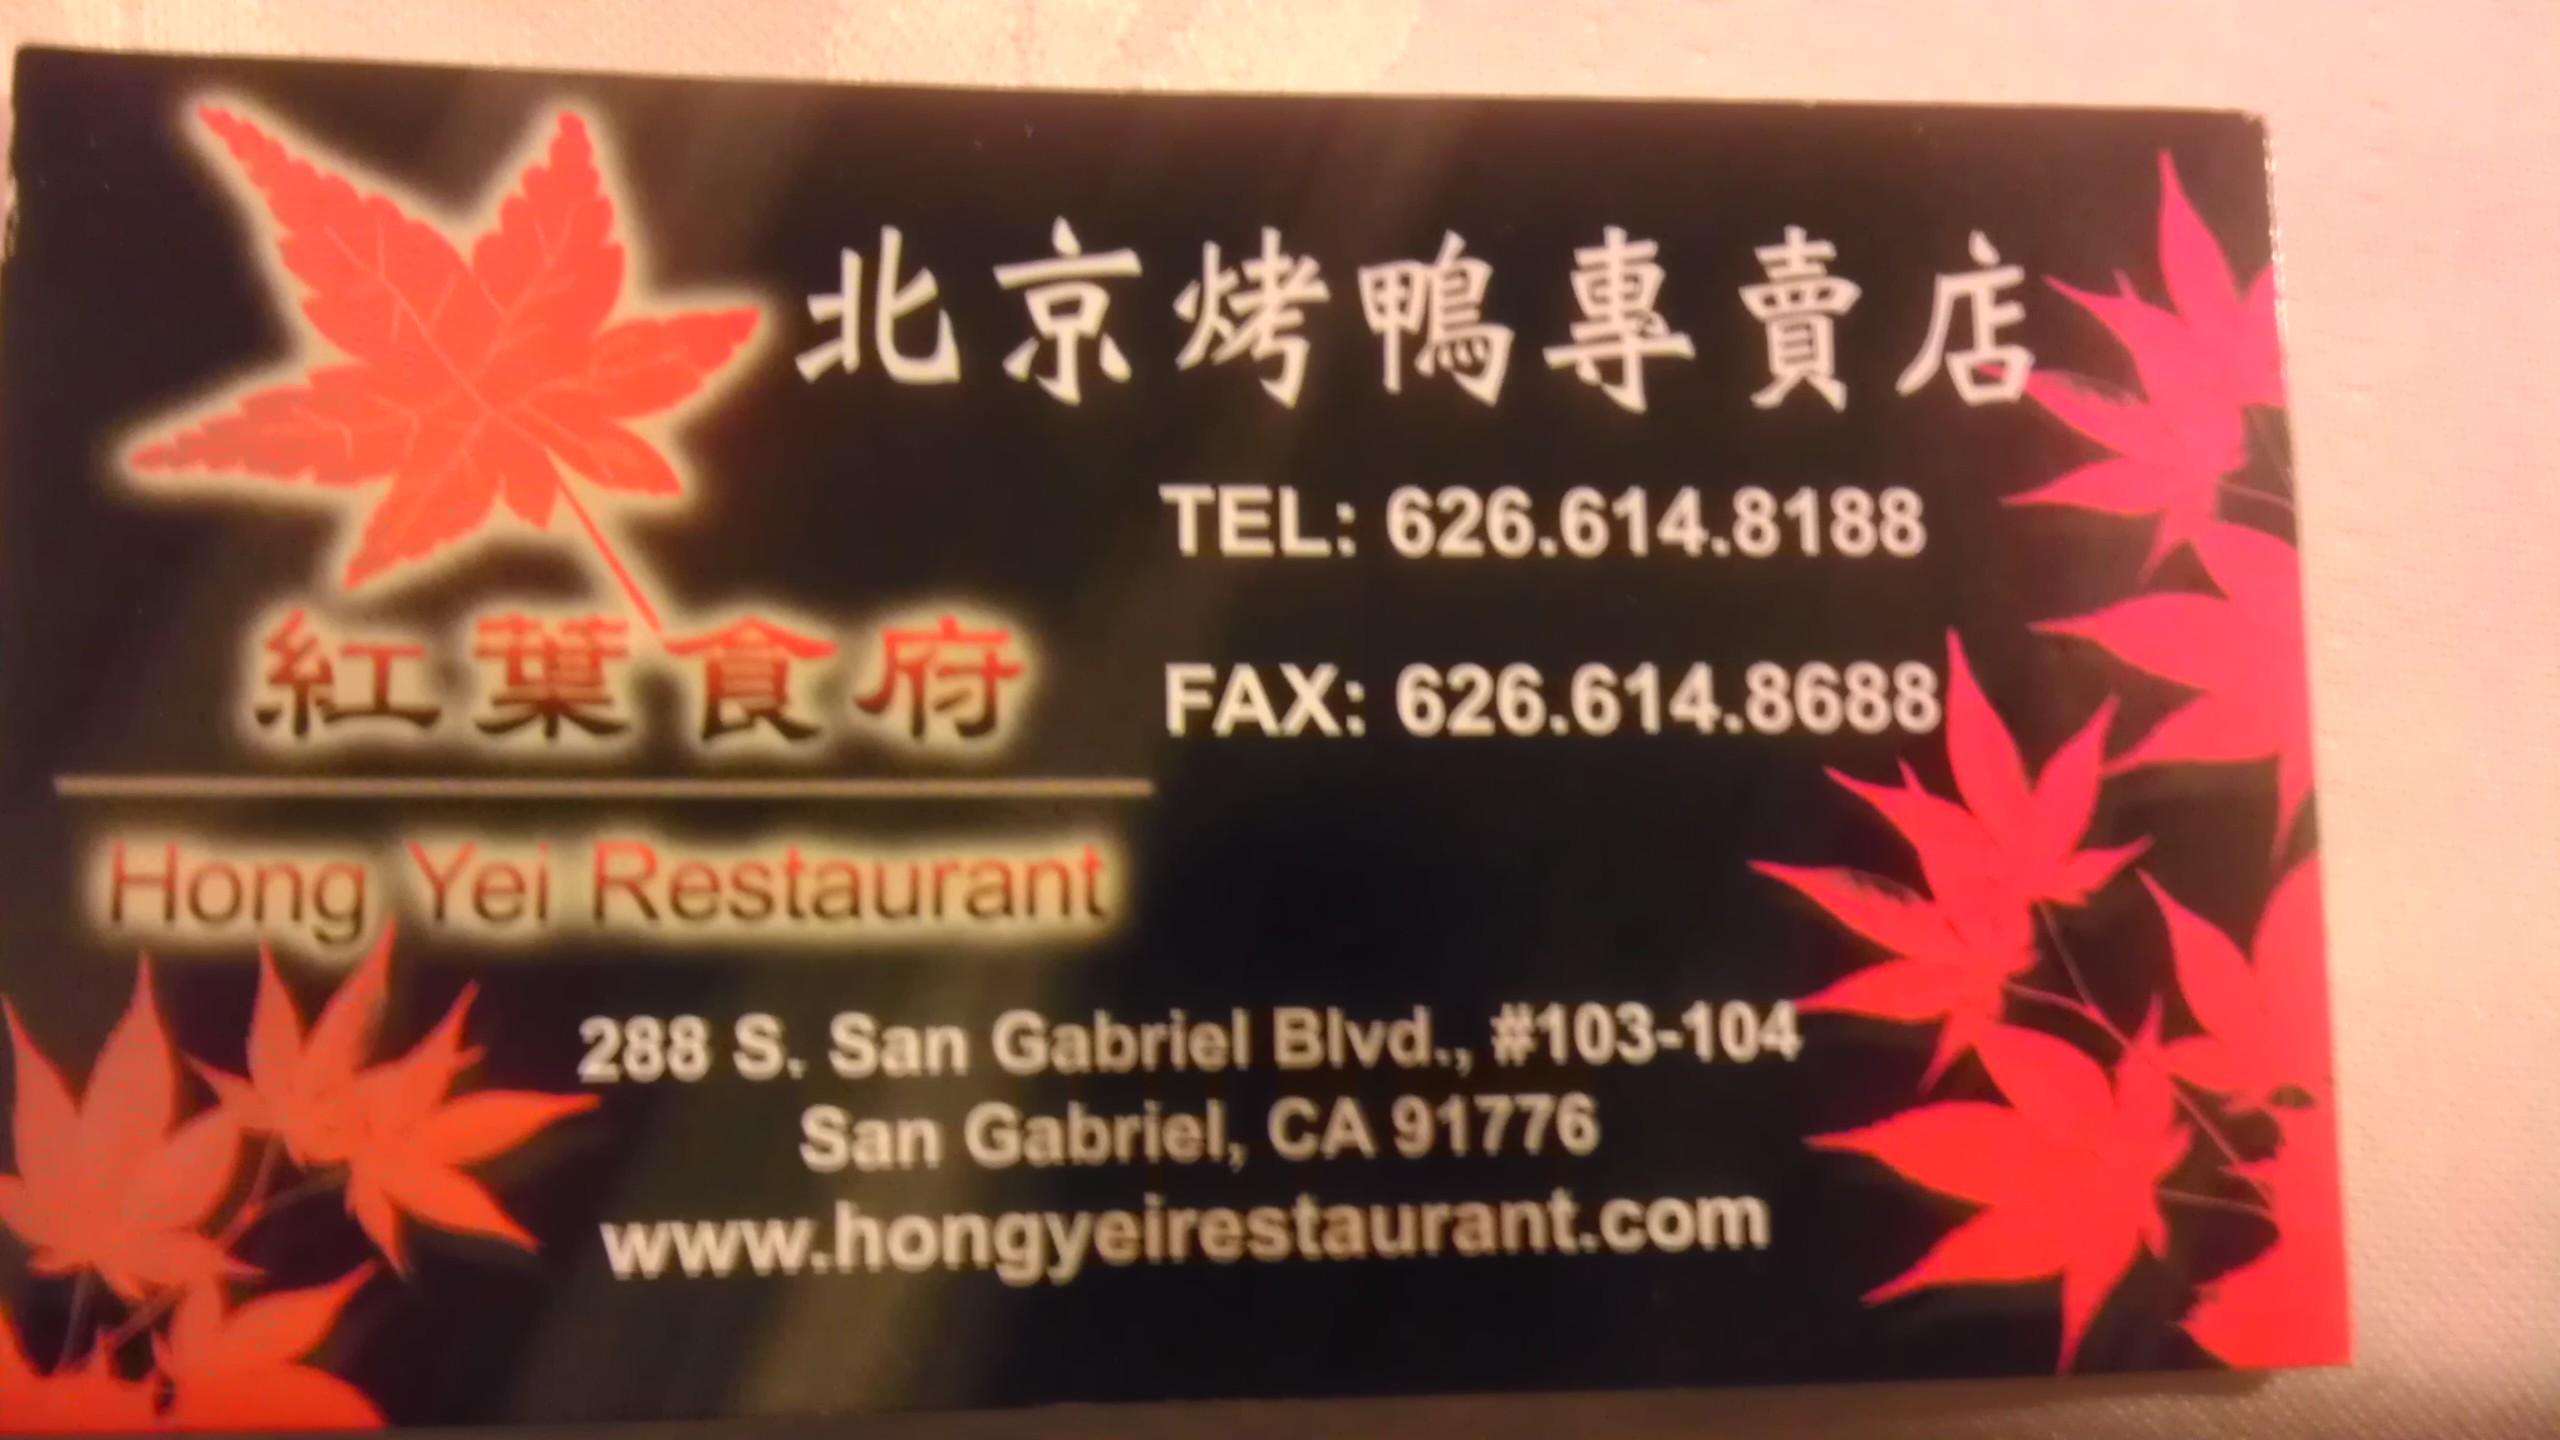 北京烤鴨專賣店
TEL: 626.614.8188
FAX: 626.614.8688
紅葉食府
Hong Yei Restaurant
288 S. San Gabriel Blvd., #103-104
San Gabriel, CA 91776
www.hongyeirestaurant.com